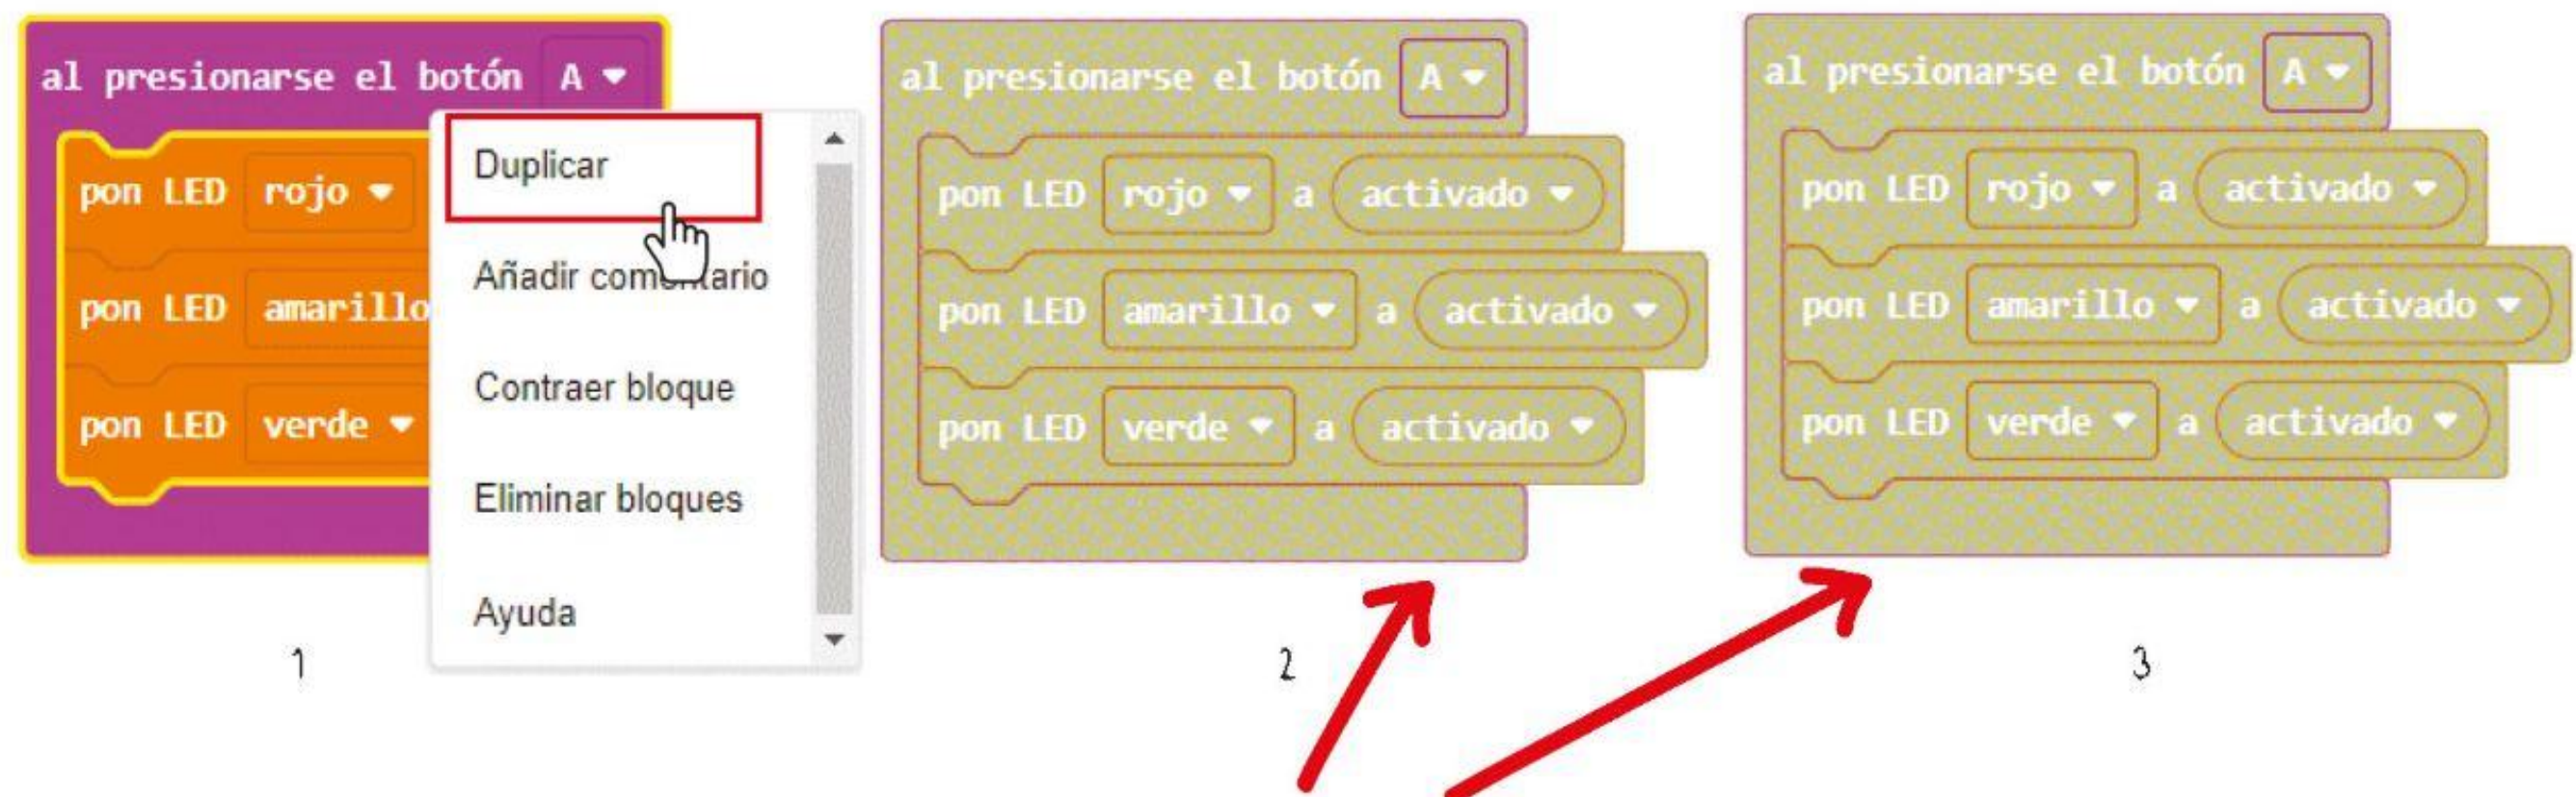 al presionarse el botón A
pon LED rojo
pon LED amarillo
pon LED verde
Duplicar
Añadir comentario
Contraer bloque
Eliminar bloques
Ayuda
1
al presionarse el botón A
pon LED rojo a activado
pon LED amarillo a activado
pon LED verde a activado
2
al presionarse el botón A
pon LED rojo a activado
pon LED amarillo a activado
pon LED verde a activado
3